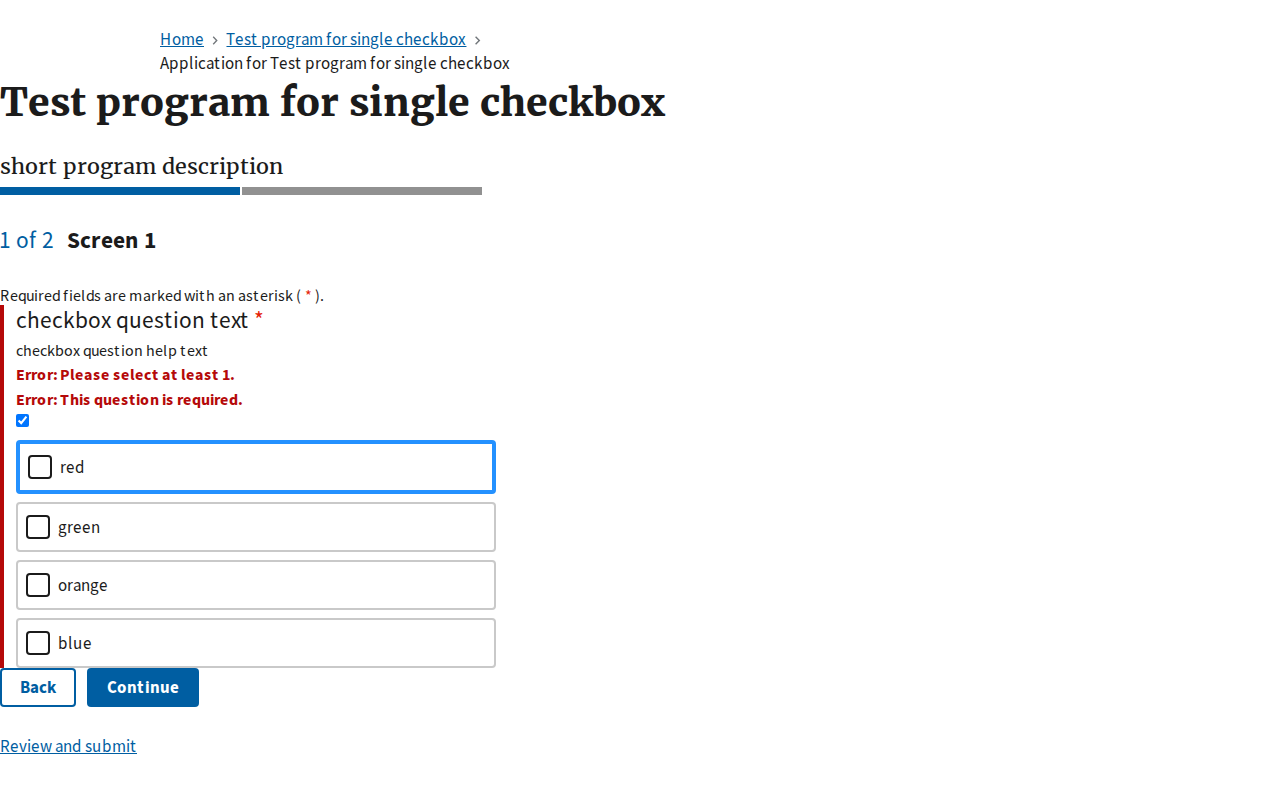 Home › Test program for single checkbox ›
Application for Test program for single checkbox
Test program for single checkbox
short program description
1 of 2 Screen 1
Required fields are marked with an asterisk ( * ).
checkbox question text *
checkbox question help text
Error: Please select at least 1.
Error: This question is required.
red
green
orange
blue
Back Continue
Review and submit